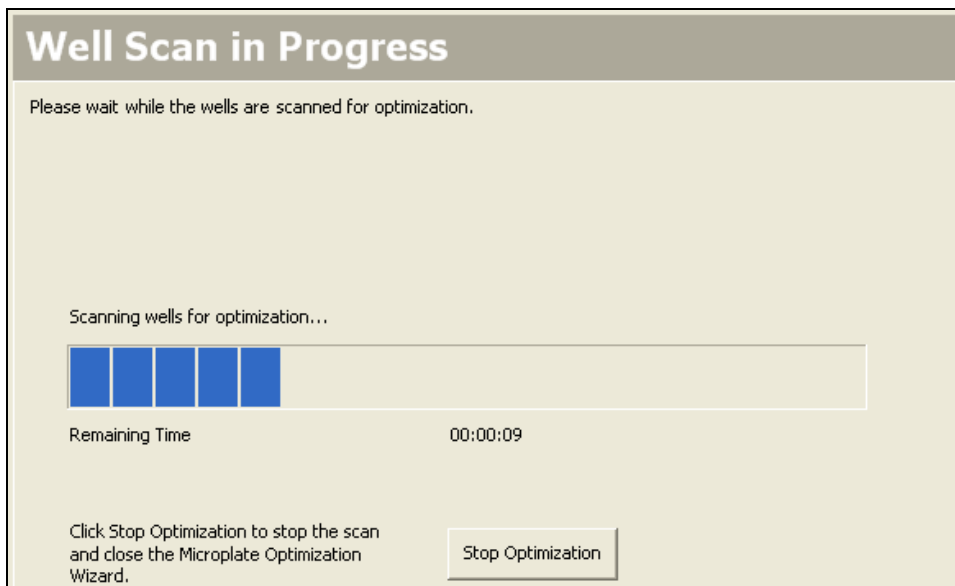 Well Scan in Progress
Please wait while the wells are scanned for optimization.
Scanning wells for optimization...
Remaining Time 00:00:09
Click Stop Optimization to stop the scan
and close the Microplate Optimization
Wizard.
Stop Optimization